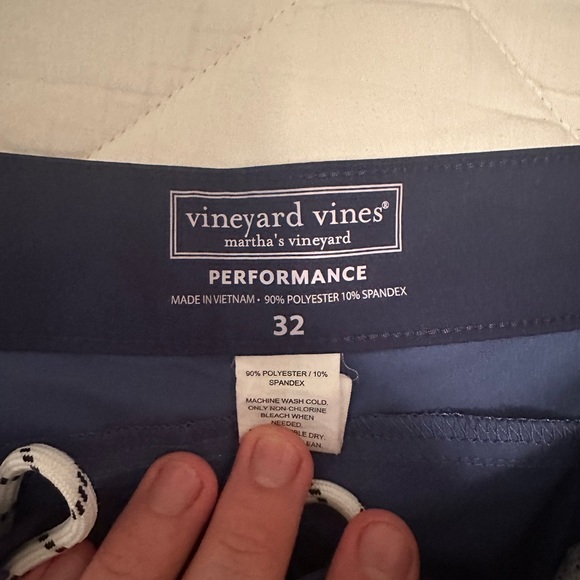 vineyard vines®
martha's vineyard
PERFORMANCE
MADE IN VIETNAM • 90% POLYESTER 10% SPANDEX
32
90% POLYESTER / 10%
SPANDEX
MACHINE WASH COLD.
ONLY NON-CHLORINE
BLEACH WHEN
NEEDED.
DRY.